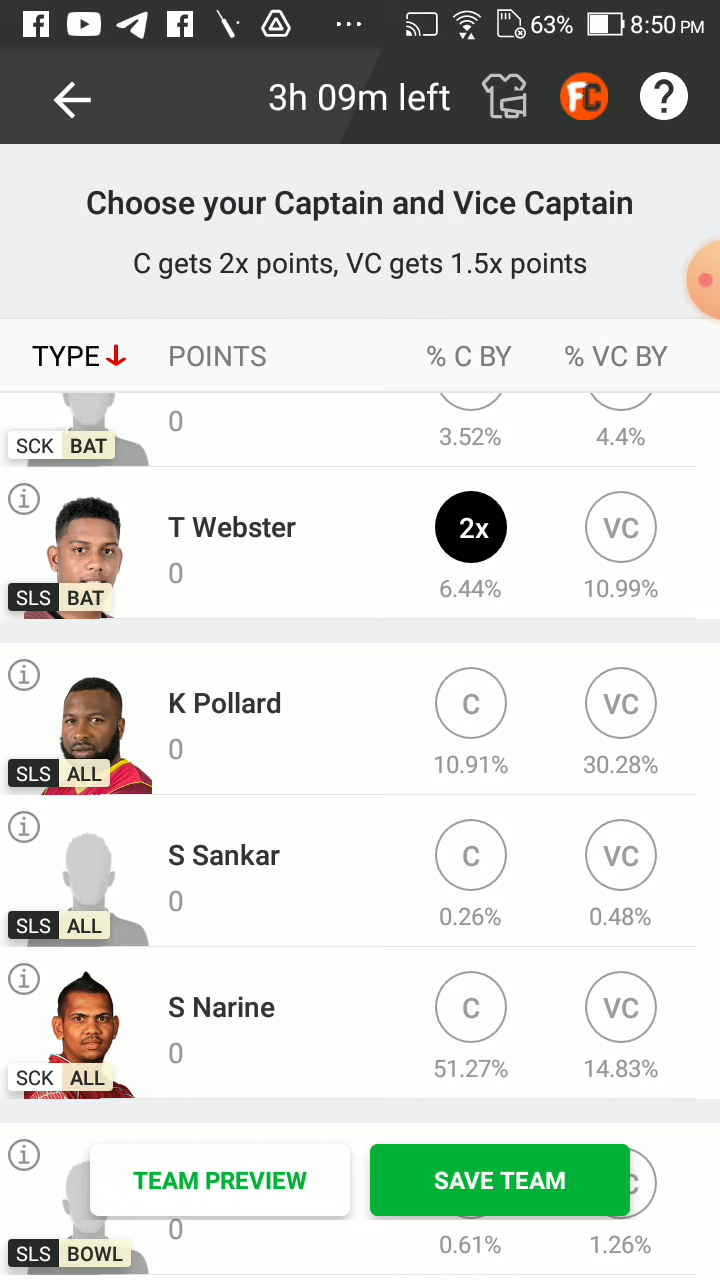 63% 8:50 PM
3h 09m left FC ?
Choose your Captain and Vice Captain
C gets 2x points, VC gets 1.5x points
TYPE POINTS % C BY % VC BY
0
SCK BAT 3.52% 4.4%
T Webster 2x VC
0
SLS BAT 6.44% 10.99%
K Pollard C VC
0
SLS ALL 10.91% 30.28%
S Sankar C VC
0
SLS ALL 0.26% 0.48%
S Narine C VC
0
SCK ALL 51.27% 14.83%
TEAM PREVIEW SAVE TEAM
0
SLS BOWL 0.61% 1.26%